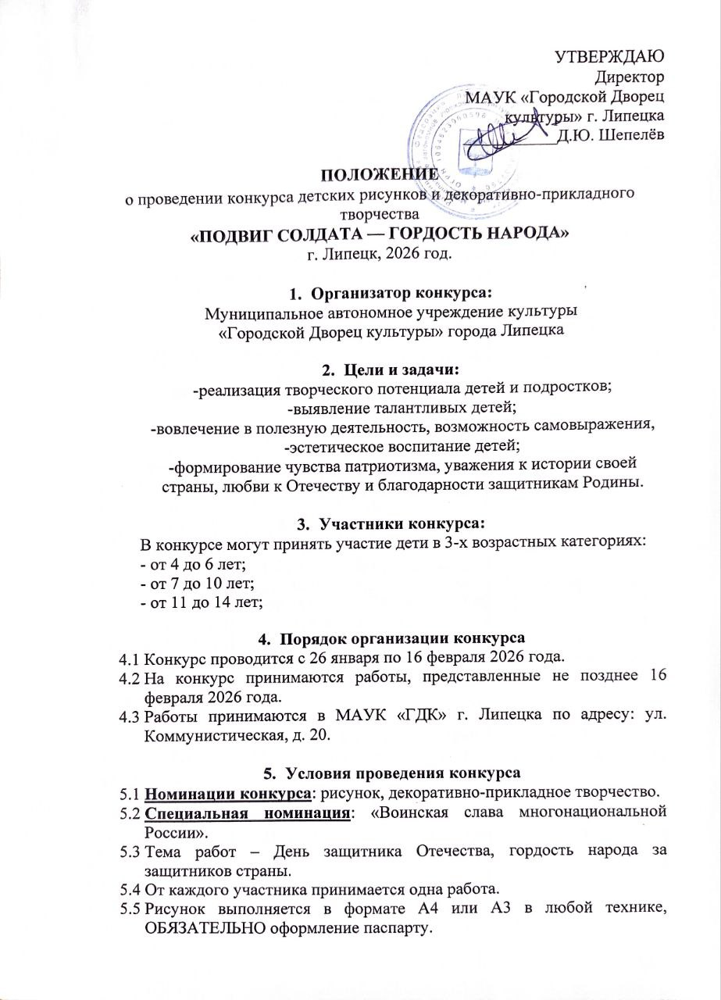 УТВЕРЖДАЮ
Директор
МАУК «Городской Дворец
культуры» г. Липецка
Д.Ю. Шепелёв
ПОЛОЖЕНИЕ
о проведении конкурса детских рисунков и декоративно-прикладного
творчества
«ПОДВИГ СОЛДАТА — ГОРДОСТЬ НАРОДА»
г. Липецк, 2026 год.
1. Организатор конкурса:
Муниципальное автономное учреждение культуры
«Городской Дворец культуры» города Липецка
2. Цели и задачи:
-реализация творческого потенциала детей и подростков;
-выявление талантливых детей;
-вовлечение в полезную деятельность, возможность самовыражения,
-эстетическое воспитание детей;
-формирование чувства патриотизма, уважения к истории своей
страны, любви к Отечеству и благодарности защитникам Родины.
3. Участники конкурса:
В конкурсе могут принять участие дети в 3-х возрастных категориях:
- от 4 до 6 лет;
- от 7 до 10 лет;
- от 11 до 14 лет;
4. Порядок организации конкурса
4.1 Конкурс проводится с 26 января по 16 февраля 2026 года.
4.2 На конкурс принимаются работы, представленные не позднее 16
февраля 2026 года.
4.3 Работы принимаются в МАУК «ГДК» г. Липецка по адресу: ул.
Коммунистическая, д. 20.
5. Условия проведения конкурса
5.1 Номинации конкурса: рисунок, декоративно-прикладное творчество.
5.2 Специальная номинация: «Воинская слава многонациональной
России».
5.3 Тема работ – День защитника Отечества, гордость народа за
защитников страны.
5.4 От каждого участника принимается одна работа.
5.5 Рисунок выполняется в формате А4 или А3 в любой технике,
ОБЯЗАТЕЛЬНО оформление паспарту.